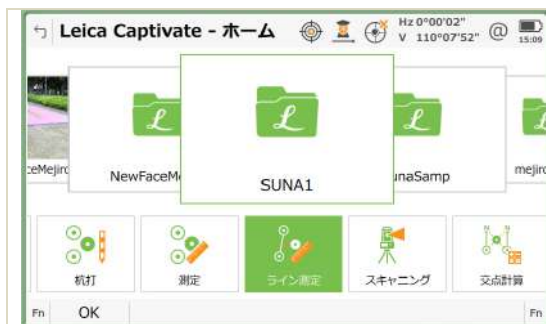 Leica Captivate - ホーム
Hz 0°00'02"
V 110°07'52"
15:09
NewFaceM
SUNA1
unaSamp
mejir
杭打
測定
ライン測定
スキャニング
交点計算
Fn
OK
Fn